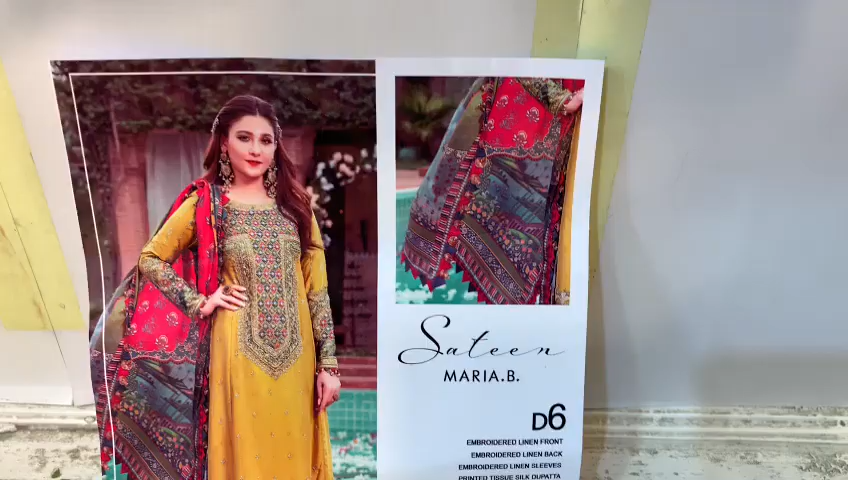 Sateen
MARIA.B.
D6
EMBROIDERED LINEN FRONT
EMBROIDERED LINEN BACK
EMBROIDERED LINEN SLEEVES
PRINTED TISSUE SILK DUPATTA